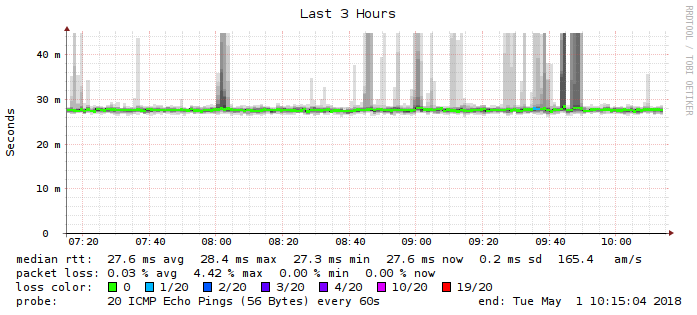 Last 3 Hours
RRDTOOL / TOBI OETIKER
Seconds
40 m
30 m
20 m
10 m
0
07:20 07:40 08:00 08:20 08:40 09:00 09:20 09:40 10:00
median rtt: 27.6 ms avg 28.4 ms max 27.3 ms min 27.6 ms now 0.2 ms sd 165.4 am/s
packet loss: 0.03 % avg 4.42 % max 0.00 % min 0.00 % now
loss color: 0 1/20 2/20 3/20 4/20 10/20 19/20
probe: 20 ICMP Echo Pings (56 Bytes) every 60s end: Tue May 1 10:15:04 2018